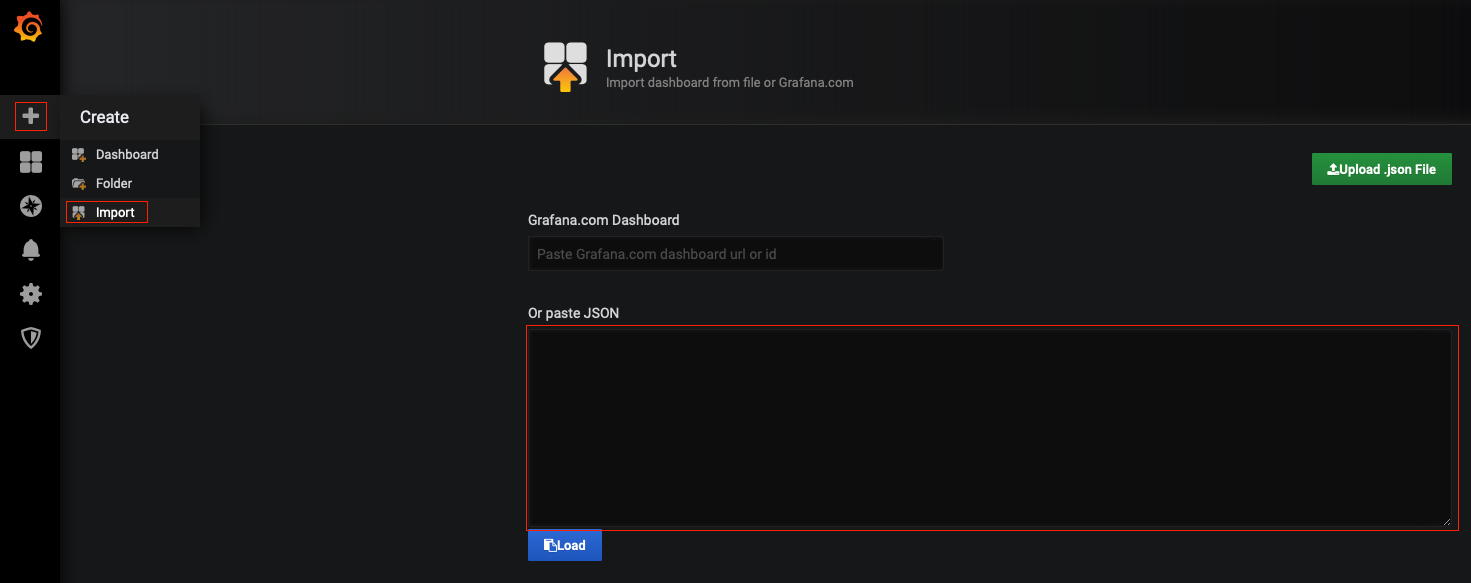 Import
Import dashboard from file or Grafana.com
Create
Dashboard
Folder
Import
Upload .json File
Grafana.com Dashboard
Paste Grafana.com dashboard url or id
Or paste JSON
Load